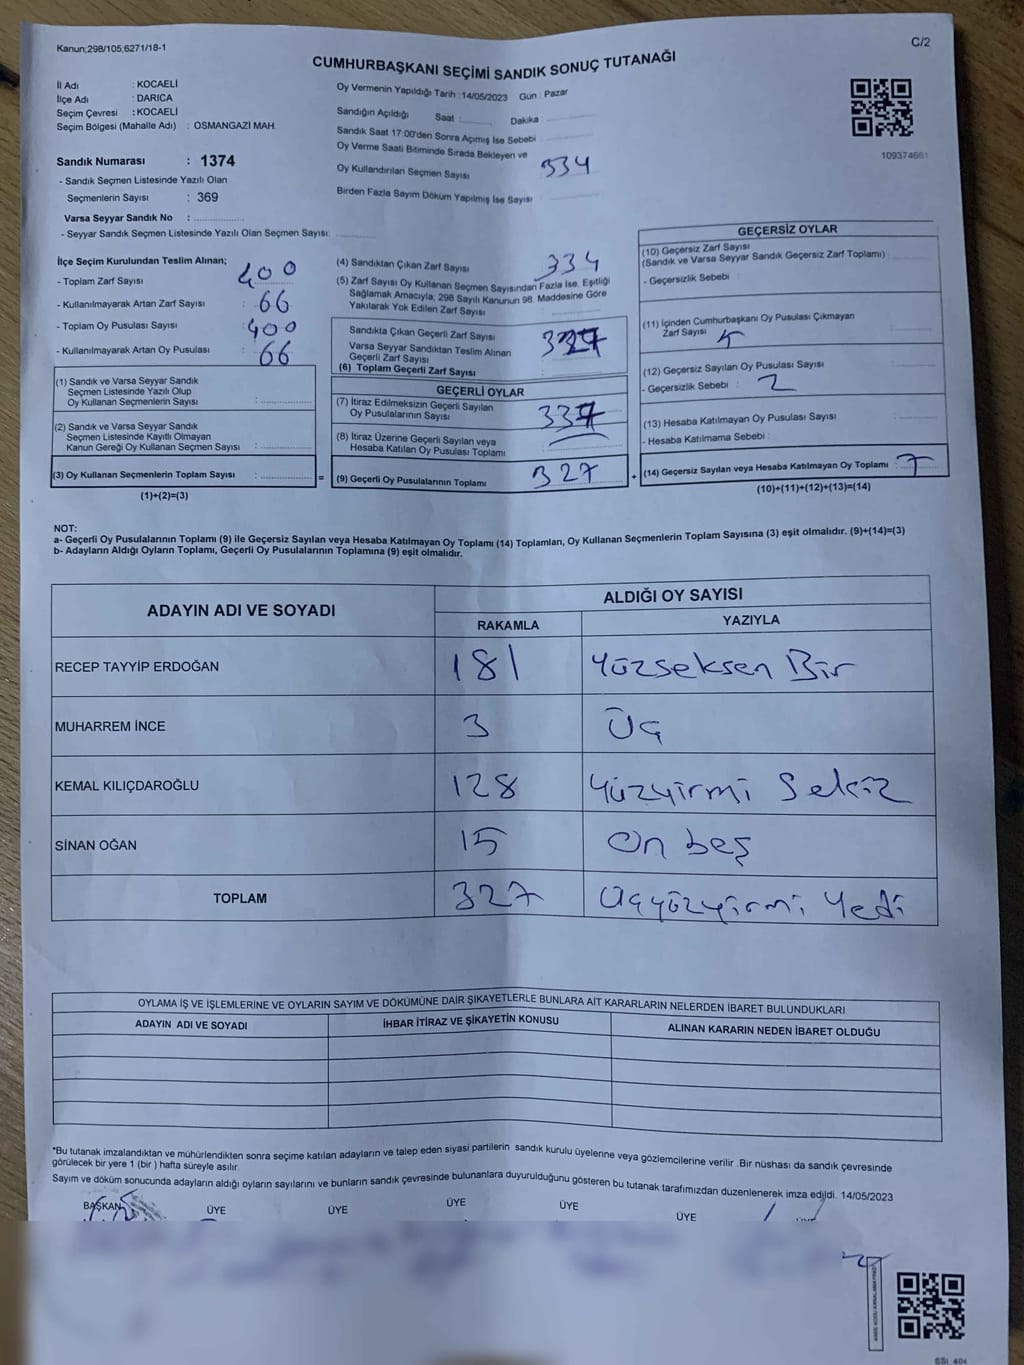 Kanun;298/105,6271/18-1
C/2
CUMHURBAŞKANI SEÇİMİ SANDIK SONUÇ TUTANAĞI
İl Adı : KOCAELİ
İlçe Adı : DARICA
Seçim Çevresi : KOCAELİ
Seçim Bölgesi (Mahalle Adı) : OSMANGAZİ MAH.
Sandık Numarası : 1374
- Sandık Seçmen Listesinde Yazılı Olan
Seçmenlerin Sayısı : 369
Varsa Seyyar Sandık No :
- Seyyar Sandık Seçmen Listesinde Yazılı Olan Seçmen Sayısı:
Oy Vermenin Yapıldığı Tarih : 14/05/2023 Gün : Pazar
Sandığın Açıldığı Saat : Dakika :
Sandık Saat 17:00'den Sonra Açımış İse Sebebi
Oy Verme Saati Bitiminde Sırada Bekleyen ve
Oy Kullandırılan Seçmen Sayısı 334
Birden Fazla Sayım Döküm Yapılmış İse Sayısı
109374661
İlçe Seçim Kurulundan Teslim Alınan;
- Toplam Zarf Sayısı : 400
- Kullanılmayarak Artan Zarf Sayısı : 66
- Toplam Oy Pusulası Sayısı : 400
- Kullanılmayarak Artan Oy Pusulası : 66
(1) Sandık ve Varsa Seyyar Sandık
Seçmen Listesinde Yazılı Olup
Oy Kullanan Seçmenlerin Sayısı :
(2) Sandık ve Varsa Seyyar Sandık
Seçmen Listesinde Kayıtlı Olmayan
Kanun Gereği Oy Kullanan Seçmen Sayısı :
(3) Oy Kullanan Seçmenlerin Toplam Sayısı :
(1)+(2)=(3)
(4) Sandıktan Çıkan Zarf Sayısı 334
(5) Zarf Sayısı Oy Kullanan Seçmen Sayısından Fazla İse, Eşitliği
Sağlamak Amacıyla; 298 Sayılı Kanunun 98. Maddesine Göre
Yakılarak Yok Edilen Zarf Sayısı
Sandıkta Çıkan Geçerli Zarf Sayısı
Varsa Seyyar Sandıktan Teslim Alınan
Geçerli Zarf Sayısı
(6) Toplam Geçerli Zarf Sayısı
GEÇERLİ OYLAR
(7) İtiraz Edilmeksizin Geçerli Sayılan
Oy Pusulalarının Sayısı
(8) İtiraz Üzerine Geçerli Sayılan veya
Hesaba Katılan Oy Pusulası Toplamı
= (9) Geçerli Oy Pusulalarının Toplamı 327 +
GEÇERSİZ OYLAR
(10) Geçersiz Zarf Sayısı
(Sandık ve Varsa Seyyar Sandık Geçersiz Zarf Toplamı) :
- Geçersizlik Sebebi :
(11) İçinden Cumhurbaşkanı Oy Pusulası Çıkmayan
Zarf Sayısı 5
(12) Geçersiz Sayılan Oy Pusulası Sayısı
- Geçersizlik Sebebi : 2
(13) Hesaba Katılmayan Oy Pusulası Sayısı
- Hesaba Katılmama Sebebi :
(14) Geçersiz Sayılan veya Hesaba Katılmayan Oy Toplamı 7
(10)+(11)+(12)+(13)=(14)
NOT:
a- Geçerli Oy Pusulalarının Toplamı (9) ile Geçersiz Sayılan veya Hesaba Katılmayan Oy Toplamı (14) Toplamları, Oy Kullanan Seçmenlerin Toplam Sayısına (3) eşit olmalıdır. (9)+(14)=(3)
b- Adayların Aldığı Oyların Toplamı, Geçerli Oy Pusulalarının Toplamına (9) eşit olmalıdır.
ADAYIN ADI VE SOYADI ALDIĞI OY SAYISI
RAKAMLA YAZIYLA
RECEP TAYYİP ERDOĞAN 181 Yüzseksen Bir
MUHARREM İNCE 3 Üç
KEMAL KILIÇDAROĞLU 128 Yüzyirmi Sekiz
SİNAN OĞAN 15 On beş
TOPLAM 327 Üçyüzyirmi Yedi
OYLAMA İŞ VE İŞLEMLERİNE VE OYLARIN SAYIM VE DÖKÜMÜNE DAİR ŞİKAYETLERLE BUNLARA AİT KARARLARIN NELERDEN İBARET BULUNDUKLARI
ADAYIN ADI VE SOYADI İHBAR İTİRAZ VE ŞİKAYETİN KONUSU ALINAN KARARIN NEDEN İBARET OLDUĞU
*Bu tutanak imzalandıktan ve mühürlendikten sonra seçime katılan adayların ve talep eden siyasi partilerin sandık kurulu üyelerine veya gözlemcilerine verilir .Bir nüshası da sandık çevresinde
görülecek bir yere 1 (bir ) hafta süreyle asılır.
Sayım ve döküm sonucunda adayların aldığı oyların sayılarını ve bunların sandık çevresinde bulunanlara duyurulduğunu gösteren bu tutanak tarafımızdan düzenlenerek imza edildi. 14/05/2023
BAŞKAN ÜYE ÜYE ÜYE ÜYE ÜYE